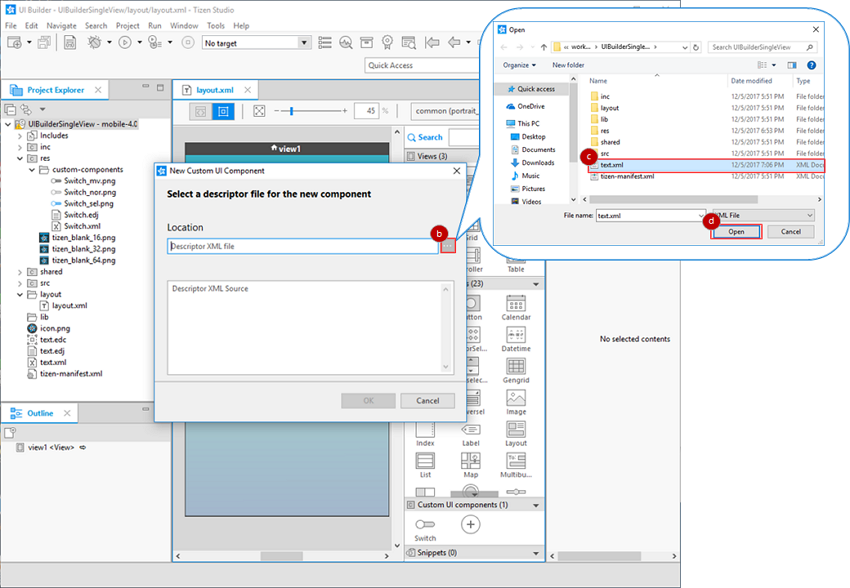 UI Builder - UIBuilderSingleView/layout/layout.xml - Tizen Studio
File Edit Navigate Search Project Run Window Tools Help
No target
Quick Access
Project Explorer
UIBuilderSingleView - mobile-4.0
Includes
inc
res
custom-components
Switch_mv.png
Switch_nor.png
Switch_sel.png
Switch.edj
Switch.xml
tizen_blank_16.png
tizen_blank_32.png
tizen_blank_64.png
shared
src
layout
layout.xml
lib
icon.png
text.edc
text.edj
text.xml
tizen-manifest.xml
Outline
view1 <View>
layout.xml
45 %
common (portrait_
view1
Search
Views (3)
Grid
Table
(23)
Calendar
Datetime
Gengrid
Image
Index
Label
Layout
List
Map
Multibu...
Custom UI components (1)
Switch
Snippets (0)
No selected contents
New Custom UI Component
Select a descriptor file for the new component
Location
Descriptor XML file
b
Descriptor XML Source
OK
Cancel
Open
work...
UIBuilderSingle...
Search UIBuilderSingleView
Organize
New folder
Quick access
OneDrive
This PC
Desktop
Documents
Downloads
Music
Pictures
Videos
Name Date modified Type
inc 12/5/2017 5:51 PM File folder
layout 12/5/2017 5:51 PM File folder
lib 12/5/2017 5:51 PM File folder
res 12/5/2017 6:53 PM File folder
shared 12/5/2017 5:51 PM File folder
src 12/5/2017 5:51 PM File folder
c
text.xml 12/5/2017 7:06 PM XML Docu
tizen-manifest.xml 12/5/2017 5:51 PM XML Docu
File name: text.xml
XML File
d
Open
Cancel